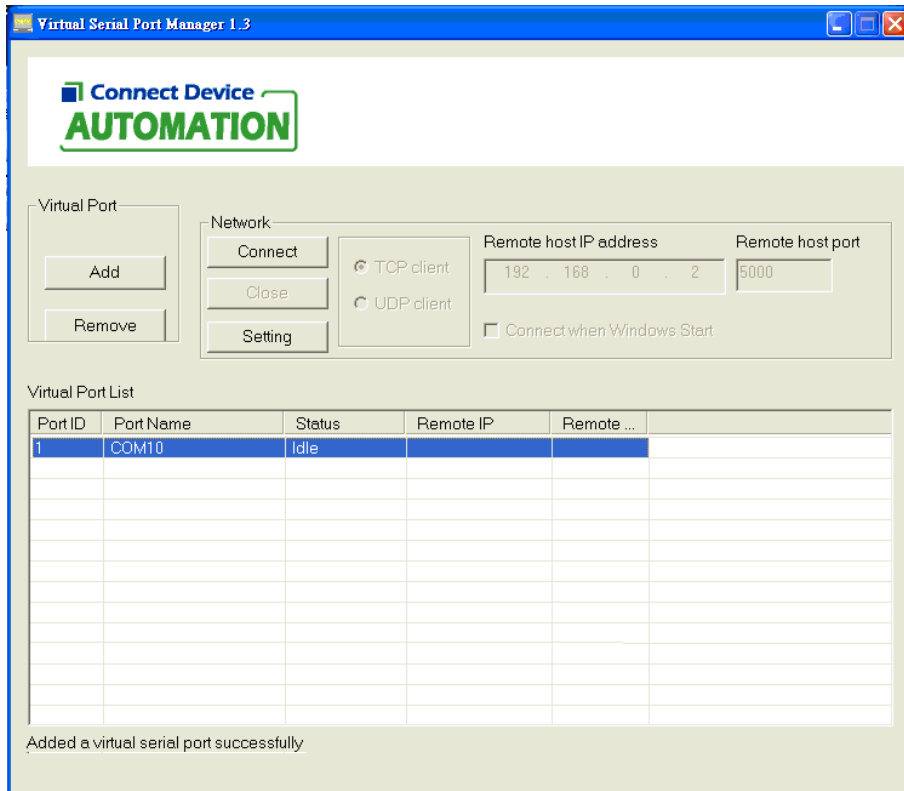 Virtual Serial Port Manager 1.3
Connect Device
AUTOMATION
Virtual Port
Add
Remove
Network
Connect
Close
Setting
TCP client
UDP client
Remote host IP address
192 . 168 . 0 . 2
Remote host port
5000
Connect when Windows Start
Virtual Port List
Port ID Port Name Status Remote IP Remote ...
1 COM10 Idle
Added a virtual serial port successfully